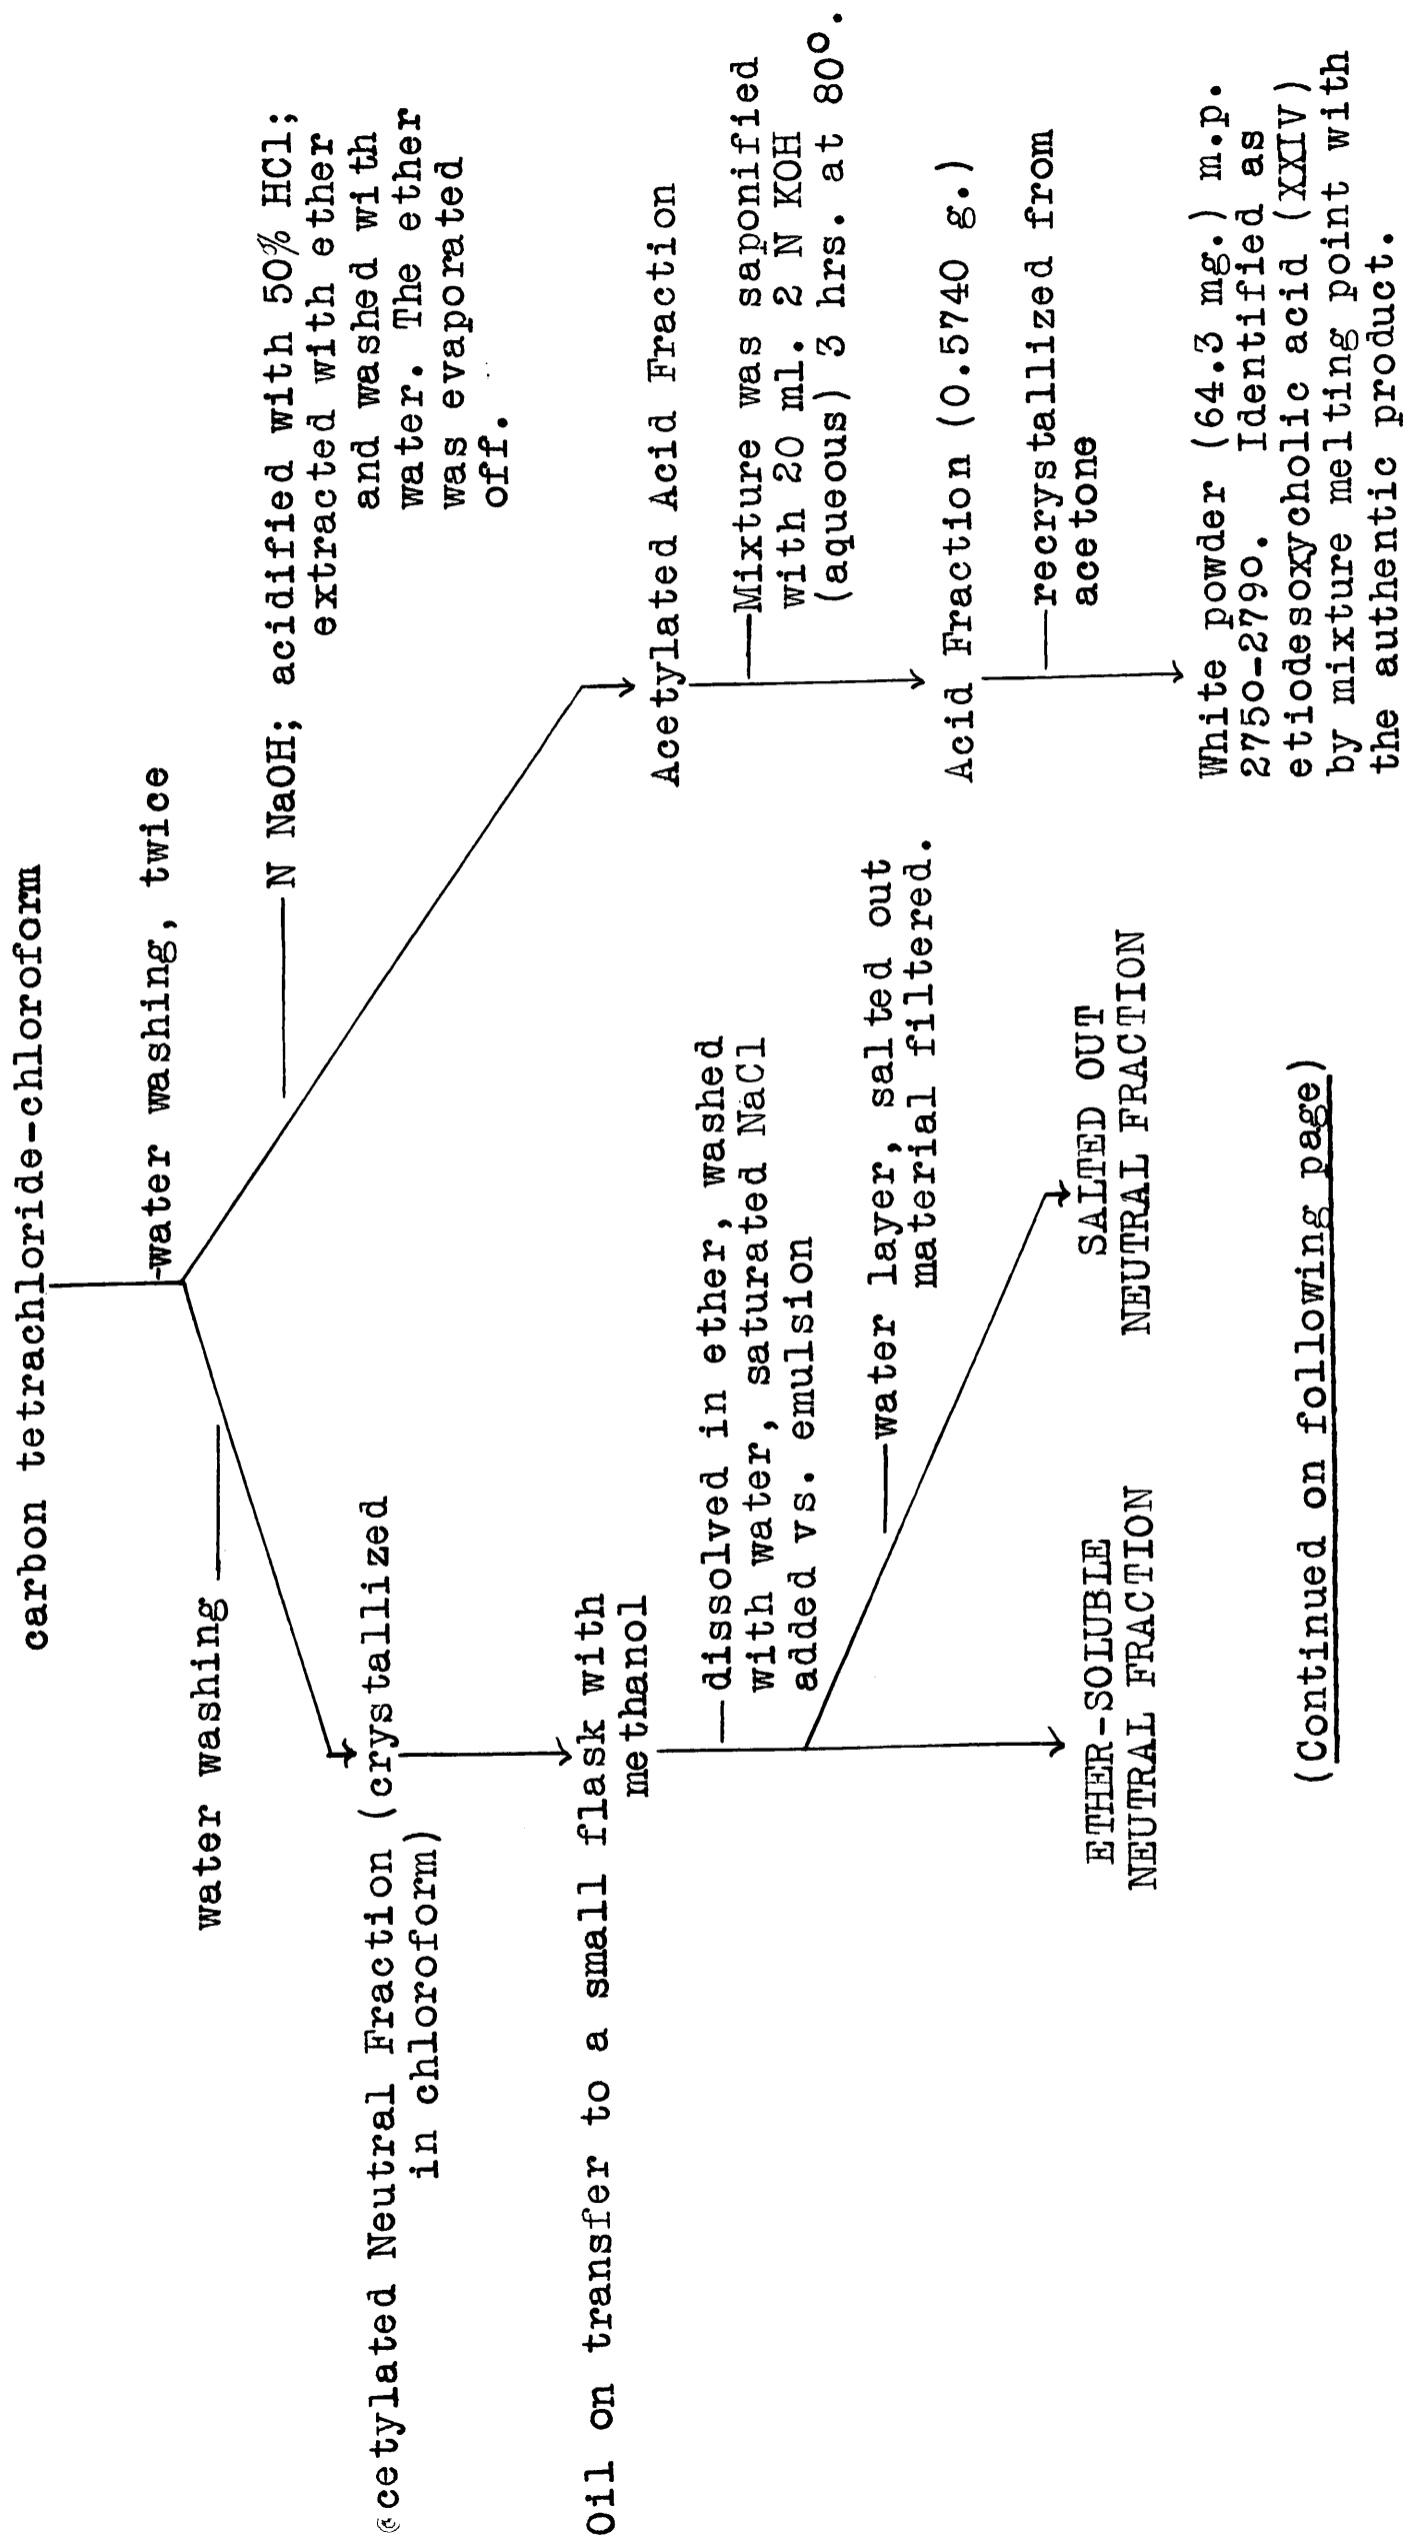 carbon tetrachloride-chloroform
-water washing, twice
water washing
N NaOH; acidified with 50% HCl;
extracted with ether
and washed with
water. The ether
was evaporated
off.
acetylated Neutral Fraction (crystallized
in chloroform)
Oil on transfer to a small flask with
methanol
dissolved in ether, washed
with water, saturated NaCl
added vs. emulsion
water layer, salted out
material filtered.
ETHER-SOLUBLE
NEUTRAL FRACTION
SALTED OUT
NEUTRAL FRACTION
Acetylated Acid Fraction
Mixture was saponified
with 20 ml. 2 N KOH
(aqueous) 3 hrs. at 80°.
Acid Fraction (0.5740 g.)
recrystallized from
acetone
White powder (64.3 mg.) m.p.
275o-279o. Identified as
etiodesoxycholic acid (XXIV)
by mixture melting point with
the authentic product.
(Continued on following page)